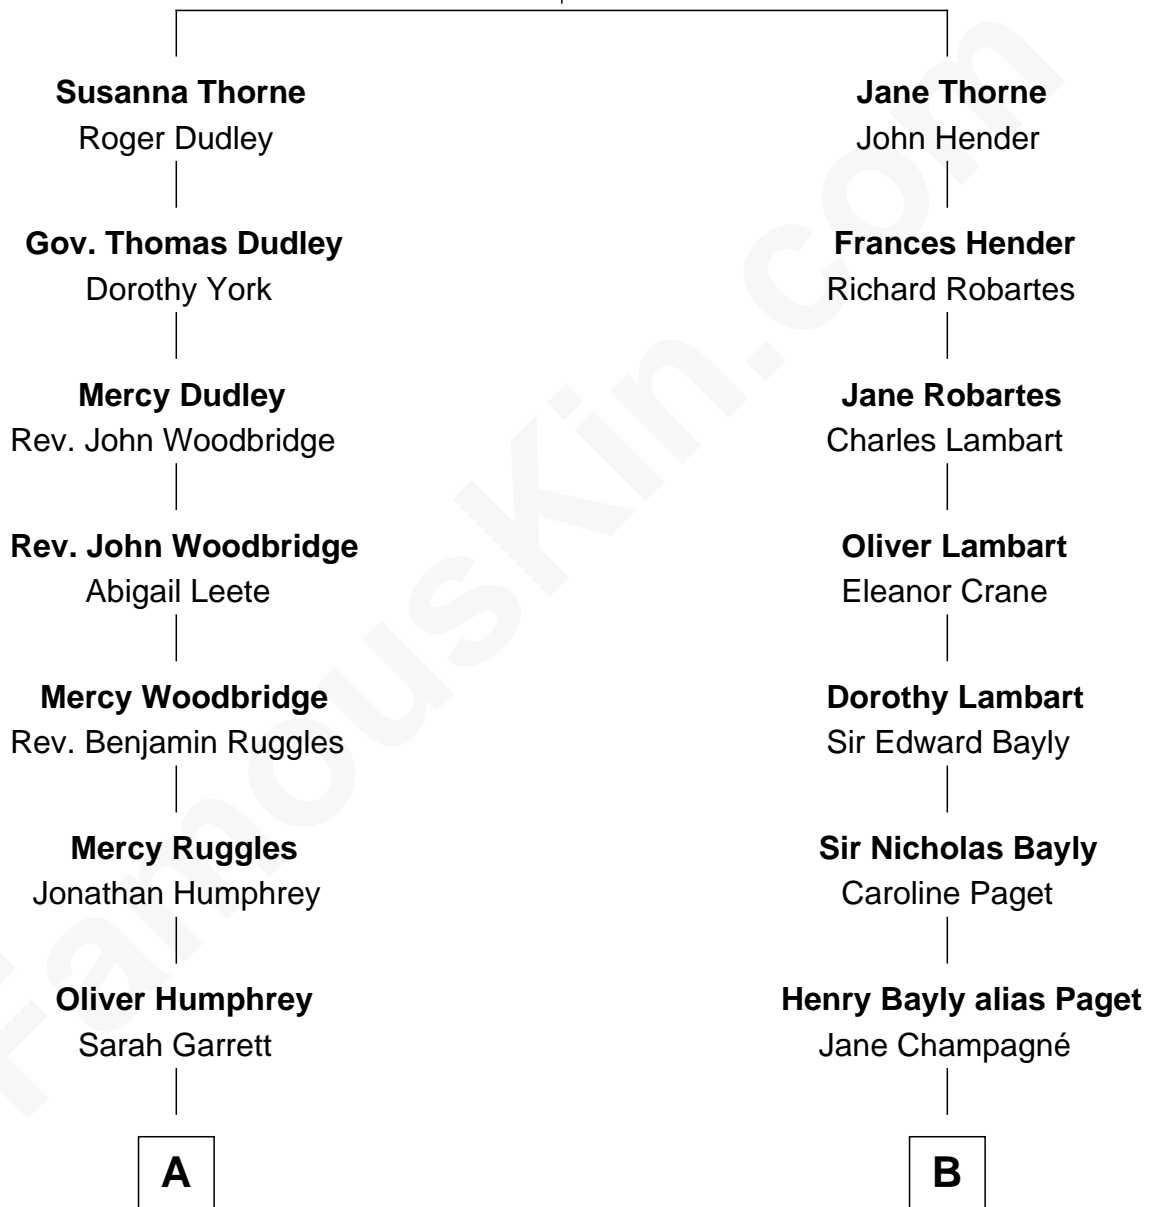 Susanna Thorne
Roger Dudley
Gov. Thomas Dudley
Dorothy York
Mercy Dudley
Rev. John Woodbridge
Rev. John Woodbridge
Abigail Leete
Mercy Woodbridge
Rev. Benjamin Ruggles
Mercy Ruggles
Jonathan Humphrey
Oliver Humphrey
Sarah Garrett
A
Jane Thorne
John Hender
Frances Hender
Richard Robartes
Jane Robartes
Charles Lambart
Oliver Lambart
Eleanor Crane
Dorothy Lambart
Sir Edward Bayly
Sir Nicholas Bayly
Caroline Paget
Henry Bayly alias Paget
Jane Champagné
B
FamousKin.com